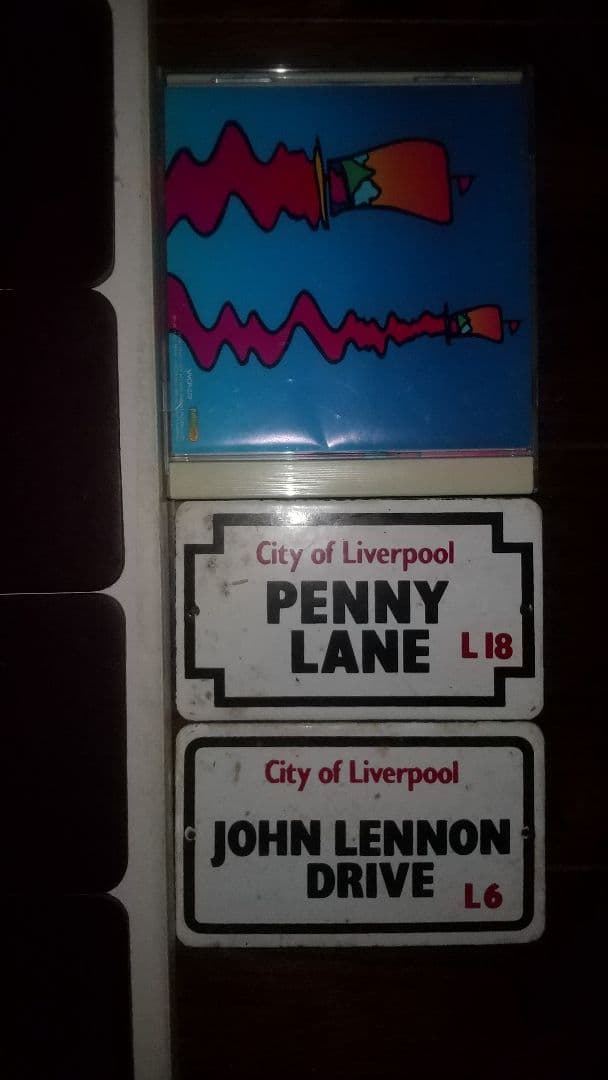 City of Liverpool
PENNY
LANE L18
City of Liverpool
JOHN LENNON
DRIVE L6